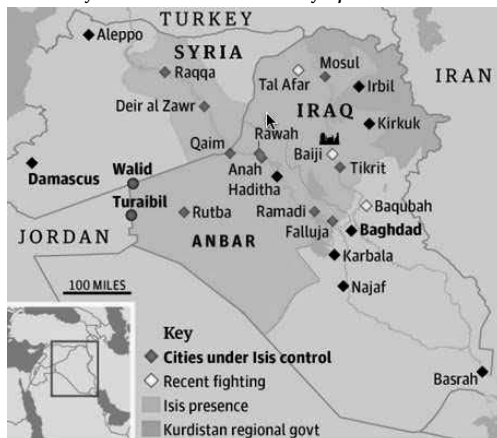 TURKEY
Aleppo
SYRIA
Mosul
Raqqa
Tal Afar
Irbil
IRAN
Deir al Zawr
IRAQ
Kirkuk
Rawah
Qaim
Baiji
Anah
Tikrit
Walid
Haditha
Damascus
Turaibil
Rutba
Ramadi
Baqubah
JORDAN
ANBAR
Falluja
Baghdad
Karbala
100 MILES
Najaf
Key
Cities under Isis control
Recent fighting
Basrah
Isis presence
Kurdistan regional govt